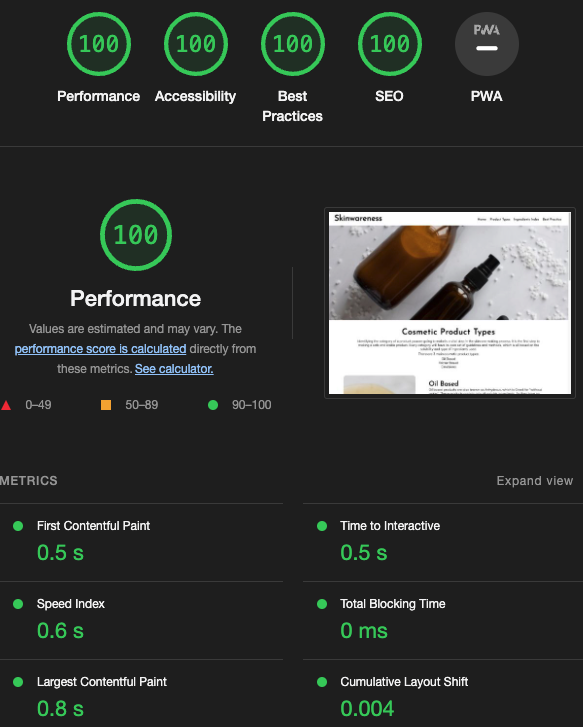 100 100 100 100 PWA
Performance Accessibility Best Practices SEO PWA
100
Performance
Values are estimated and may vary. The
performance score is calculated directly from
these metrics. See calculator.
0–49 50–89 90–100
Skinwareness
Home Product Types Ingredients Index Best Practice
Cosmetic Product Types
Oil Based
METRICS Expand view
First Contentful Paint
0.5 s
Time to Interactive
0.5 s
Speed Index
0.6 s
Total Blocking Time
0 ms
Largest Contentful Paint
0.8 s
Cumulative Layout Shift
0.004